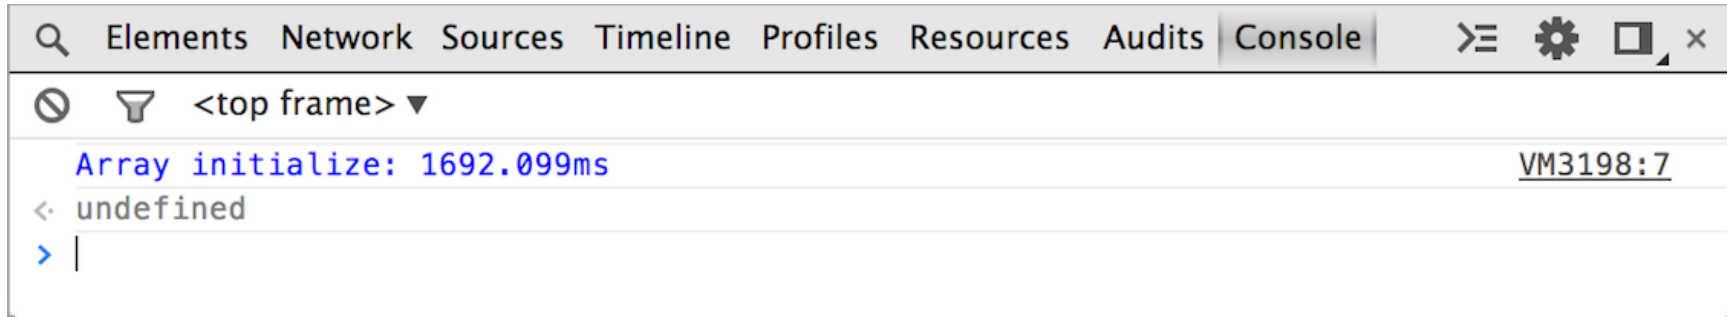 Elements Network Sources Timeline Profiles Resources Audits Console
<top frame> ▼
Array initialize: 1692.099ms VM3198:7
undefined